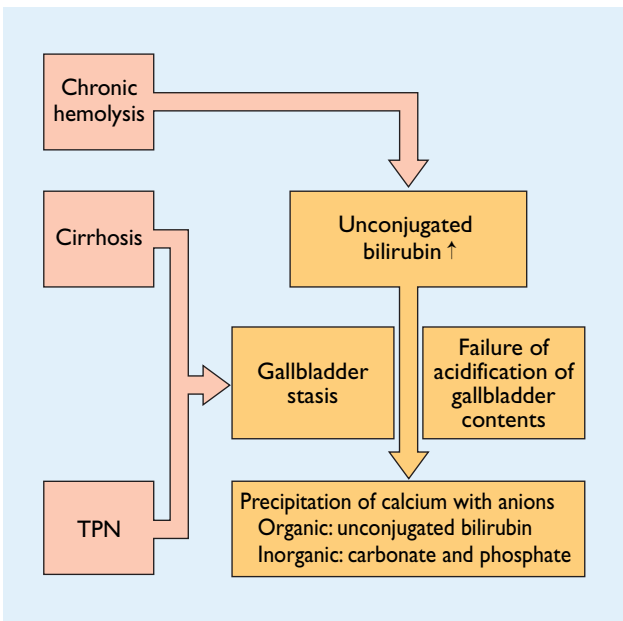 Chronic
hemolysis
Cirrhosis
Unconjugated
bilirubin ↑
Gallbladder
stasis
Failure of
acidification of
gallbladder
contents
TPN
Precipitation of calcium with anions
Organic: unconjugated bilirubin
Inorganic: carbonate and phosphate